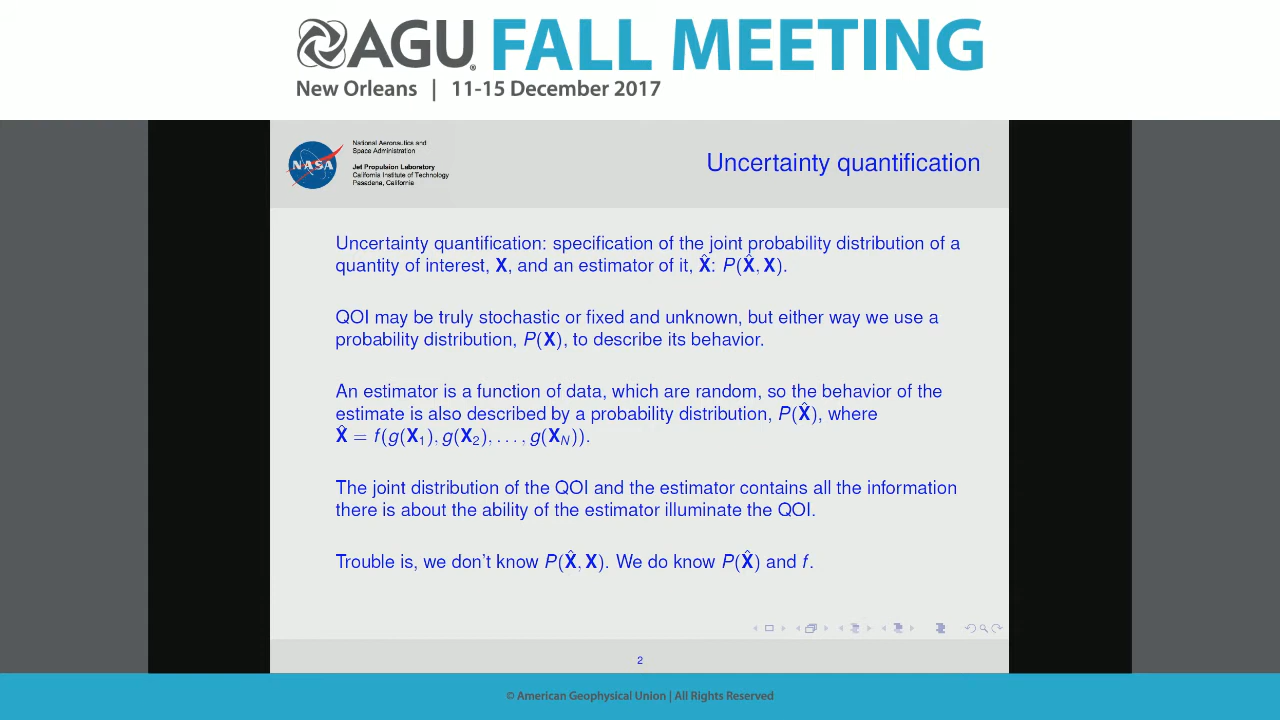 AGU FALL MEETING
New Orleans | 11-15 December 2017
NASA
National Aeronautics and
Space Administration
Jet Propulsion Laboratory
California Institute of Technology
Pasadena, California
Uncertainty quantification
Uncertainty quantification: specification of the joint probability distribution of a
quantity of interest, X, and an estimator of it, X̂: P(X̂, X).
QOI may be truly stochastic or fixed and unknown, but either way we use a
probability distribution, P(X), to describe its behavior.
An estimator is a function of data, which are random, so the behavior of the
estimate is also described by a probability distribution, P(X̂), where
X̂ = f(g(X₁), g(X₂), . . . , g(X_N)).
The joint distribution of the QOI and the estimator contains all the information
there is about the ability of the estimator illuminate the QOI.
Trouble is, we don't know P(X̂, X). We do know P(X̂) and f.
2
© American Geophysical Union | All Rights Reserved